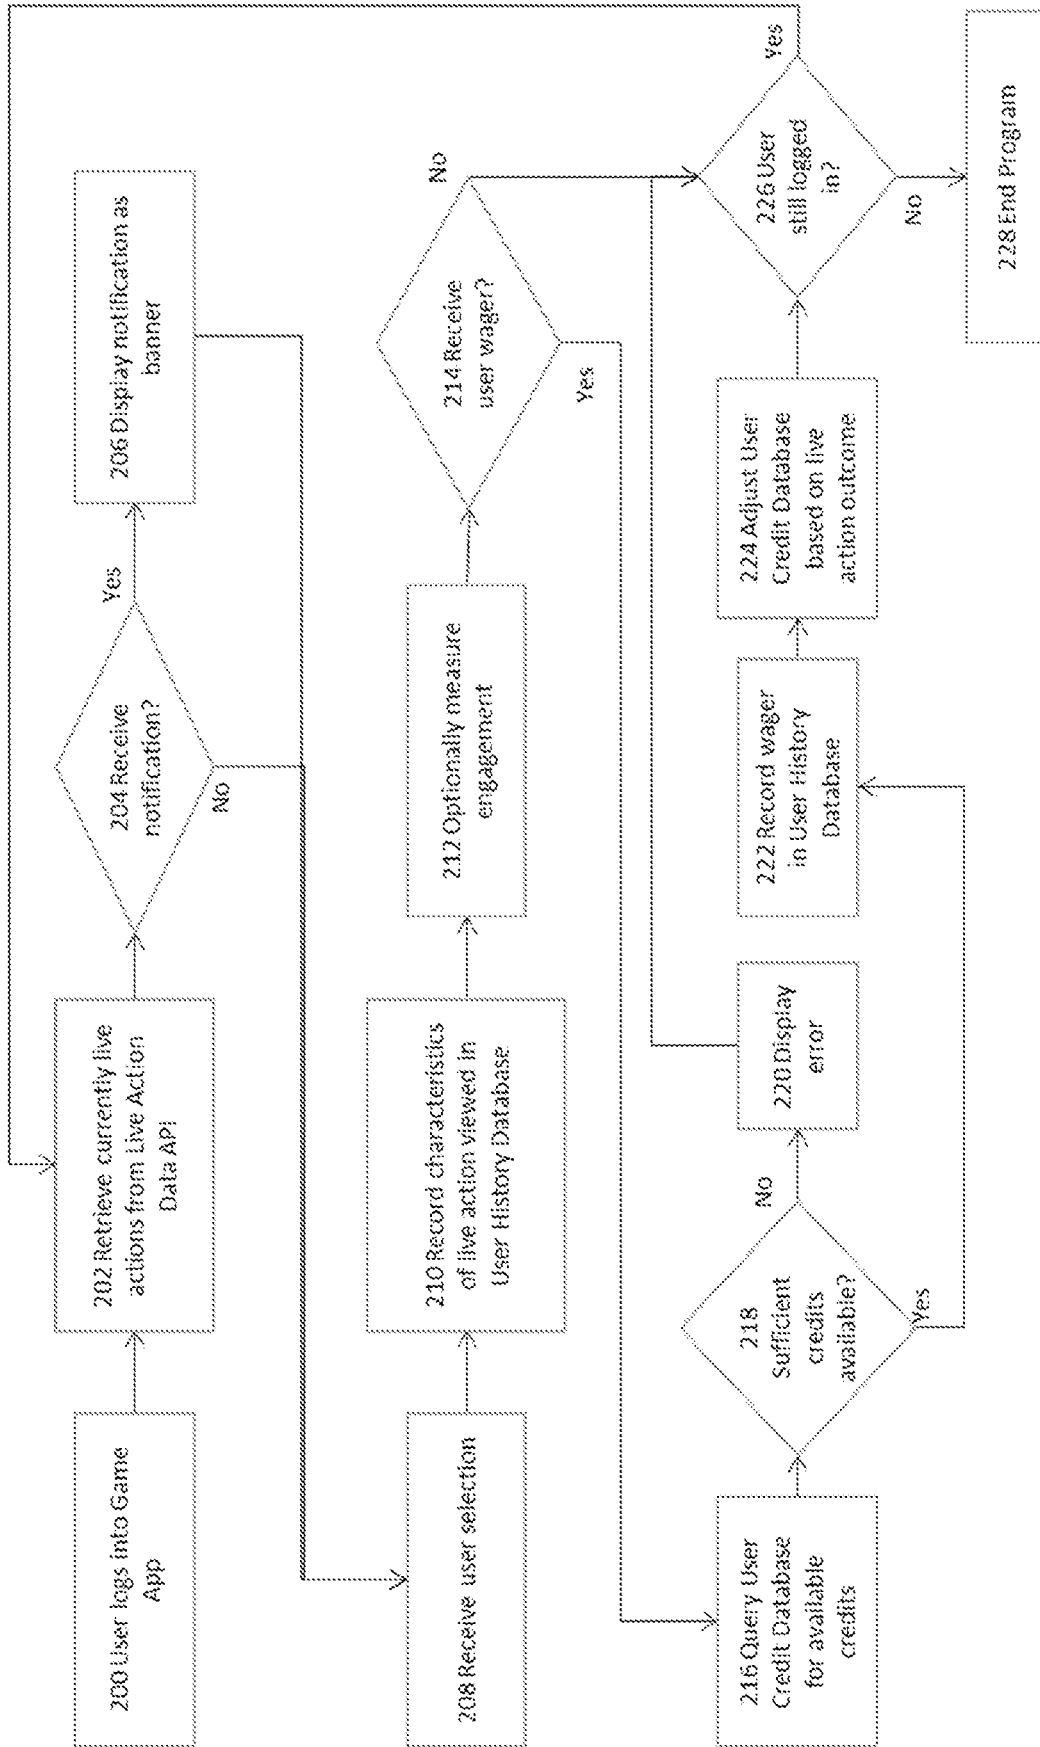 200 User logs into Game
App
202 Retrieve currently live
actions from Live Action
Data API
204 Receive
notification?
Yes
No
206 Display notification as
banner
208 Receive user selection
210 Record characteristics
of live action viewed in
User History Database
212 Optionally measure
engagement
214 Receive
user wager?
No
Yes
216 Query User
Credit Database
for available
credits
218
Sufficient
credits
available?
No
Yes
220 Display
error
222 Record wager
in User History
Database
224 Adjust User
Credit Database
based on live
action outcome
226 User
still logged
in?
Yes
No
228 End Program